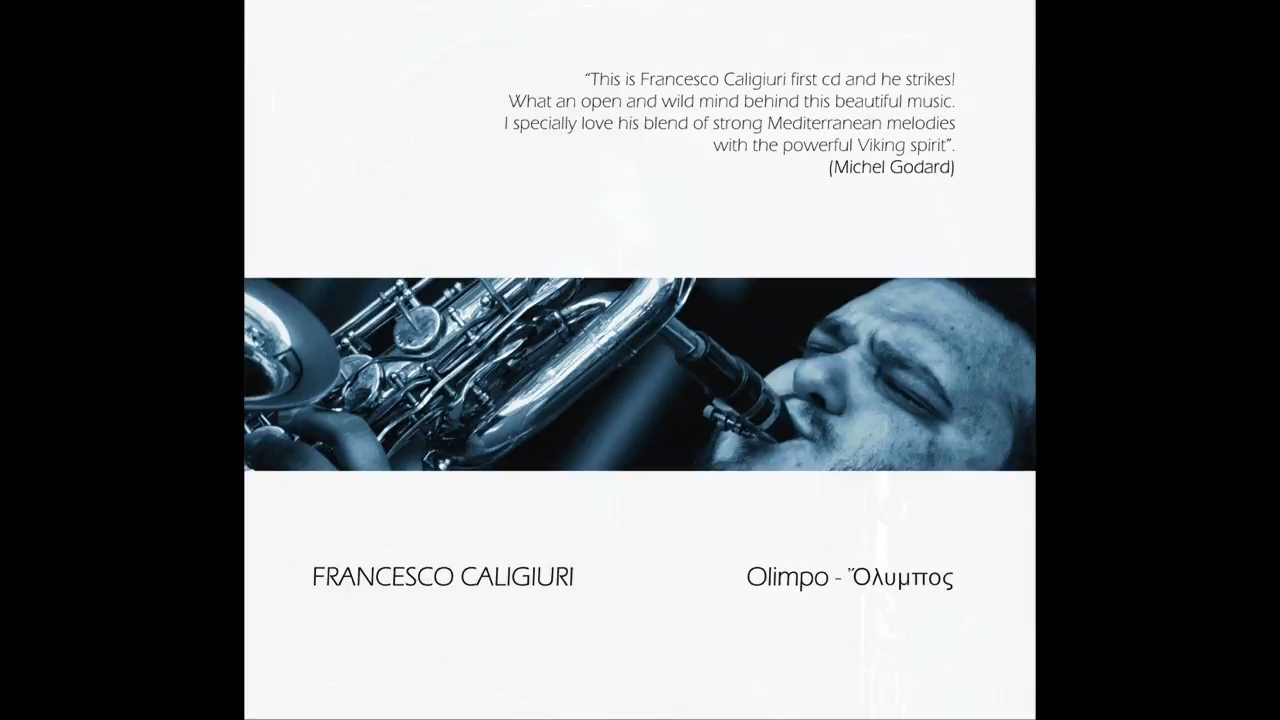 “This is Francesco Caligiuri first cd and he strikes!
What an open and wild mind behind this beautiful music.
I specially love his blend of strong Mediterranean melodies
with the powerful Viking spirit”.
(Michel Godard)
FRANCESCO CALIGIURI
Olimpo - Ὄλυμπος